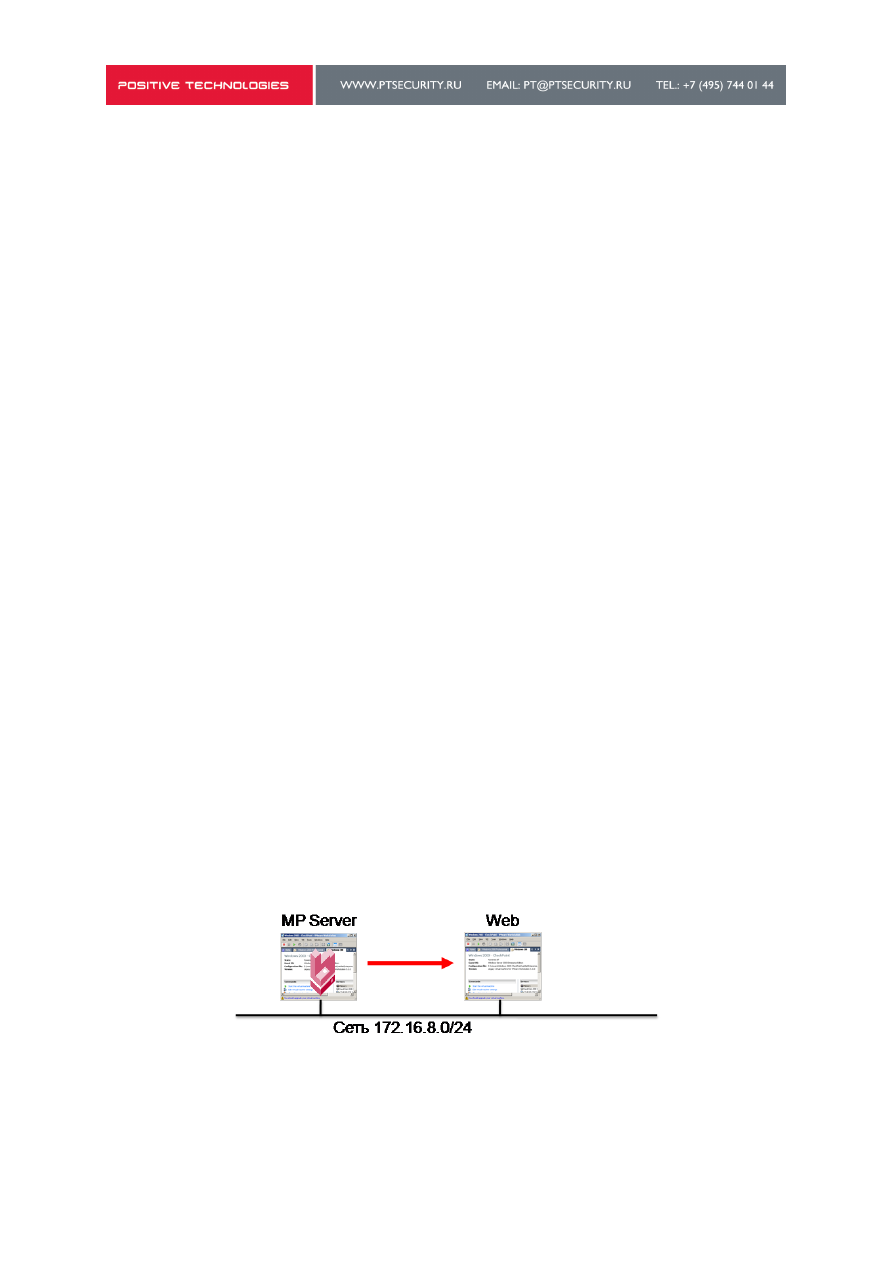 POSITIVE TECHNOLOGIES WWW.PTSECURITY.RU EMAIL: PT@PTSECURITY.RU TEL.: +7 (495) 744 01 44
MP Server Web
Сеть 172.16.8.0/24